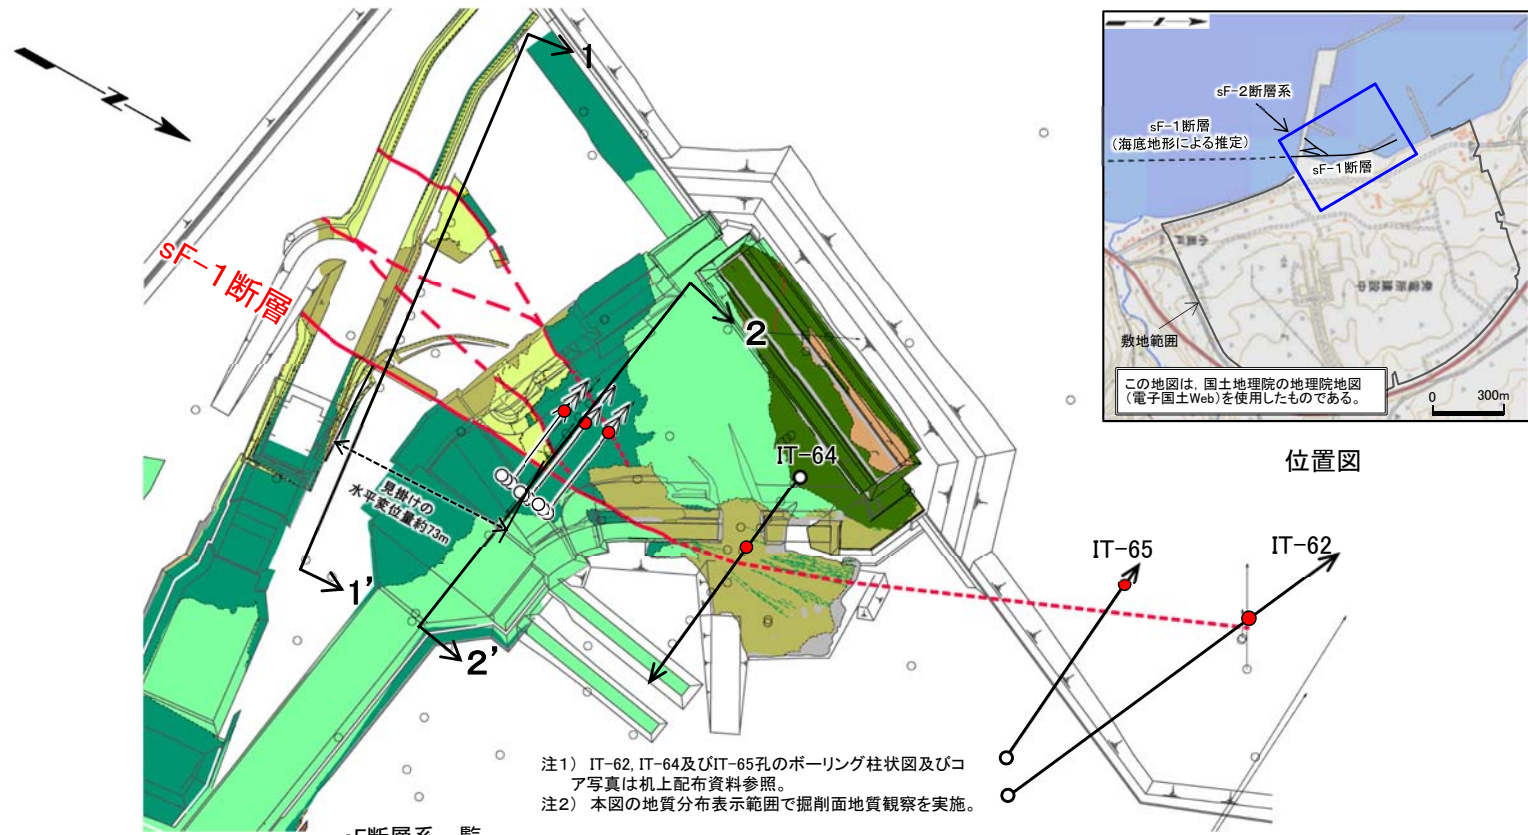 N
1
sF-1断層
2
見掛けの
水平変位量約73m
IT-64
IT-65
IT-62
1’
2’
sF-2断層系
sF-1断層
(海底地形による推定)
sF-1断層
敷地範囲
発電所建設中
この地図は，国土地理院の地理院地図
(電子国土Web)を使用したものである。
0 300m
位置図
注1） IT-62，IT-64及びIT-65孔のボーリング柱状図及びコ
ア写真は机上配布資料参照。
注2） 本図の地質分布表示範囲で掘削面地質観察を実施。